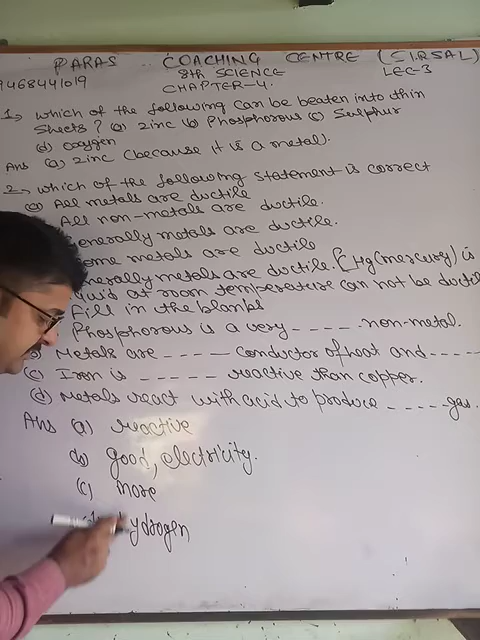 PARAS COACHING CENTRE (SIRSAL)
9468441019 8th SCIENCE LEC-3
CHAPTER-4.
1, Which of the following can be beaten into thin
sheets? (a) Zinc (b) Phosphorous (c) Sulphur
(d) oxygen
Ans (a) Zinc (because it is a metal).
2, which of the following statement is correct
(a) All metals are ductile
All non-metals are ductile.
Generally metals are ductile.
ome metals are ductile
nerally metals are ductile. [Hg(mercury) is
quid at room temperature can not be ductil
Fill in the blanks
Phosphorous is a very _ _ _ _ _ non-metal.
Metals are _ _ _ _ _ conductor of heat and _ _ _ _ _
(c) Iron is _ _ _ _ _ reactive than copper.
(d) Metals react with acid to produce _ _ _ _ gas.
Ans (a) reactive
(b) good, electricity.
(c) more
hydrogen